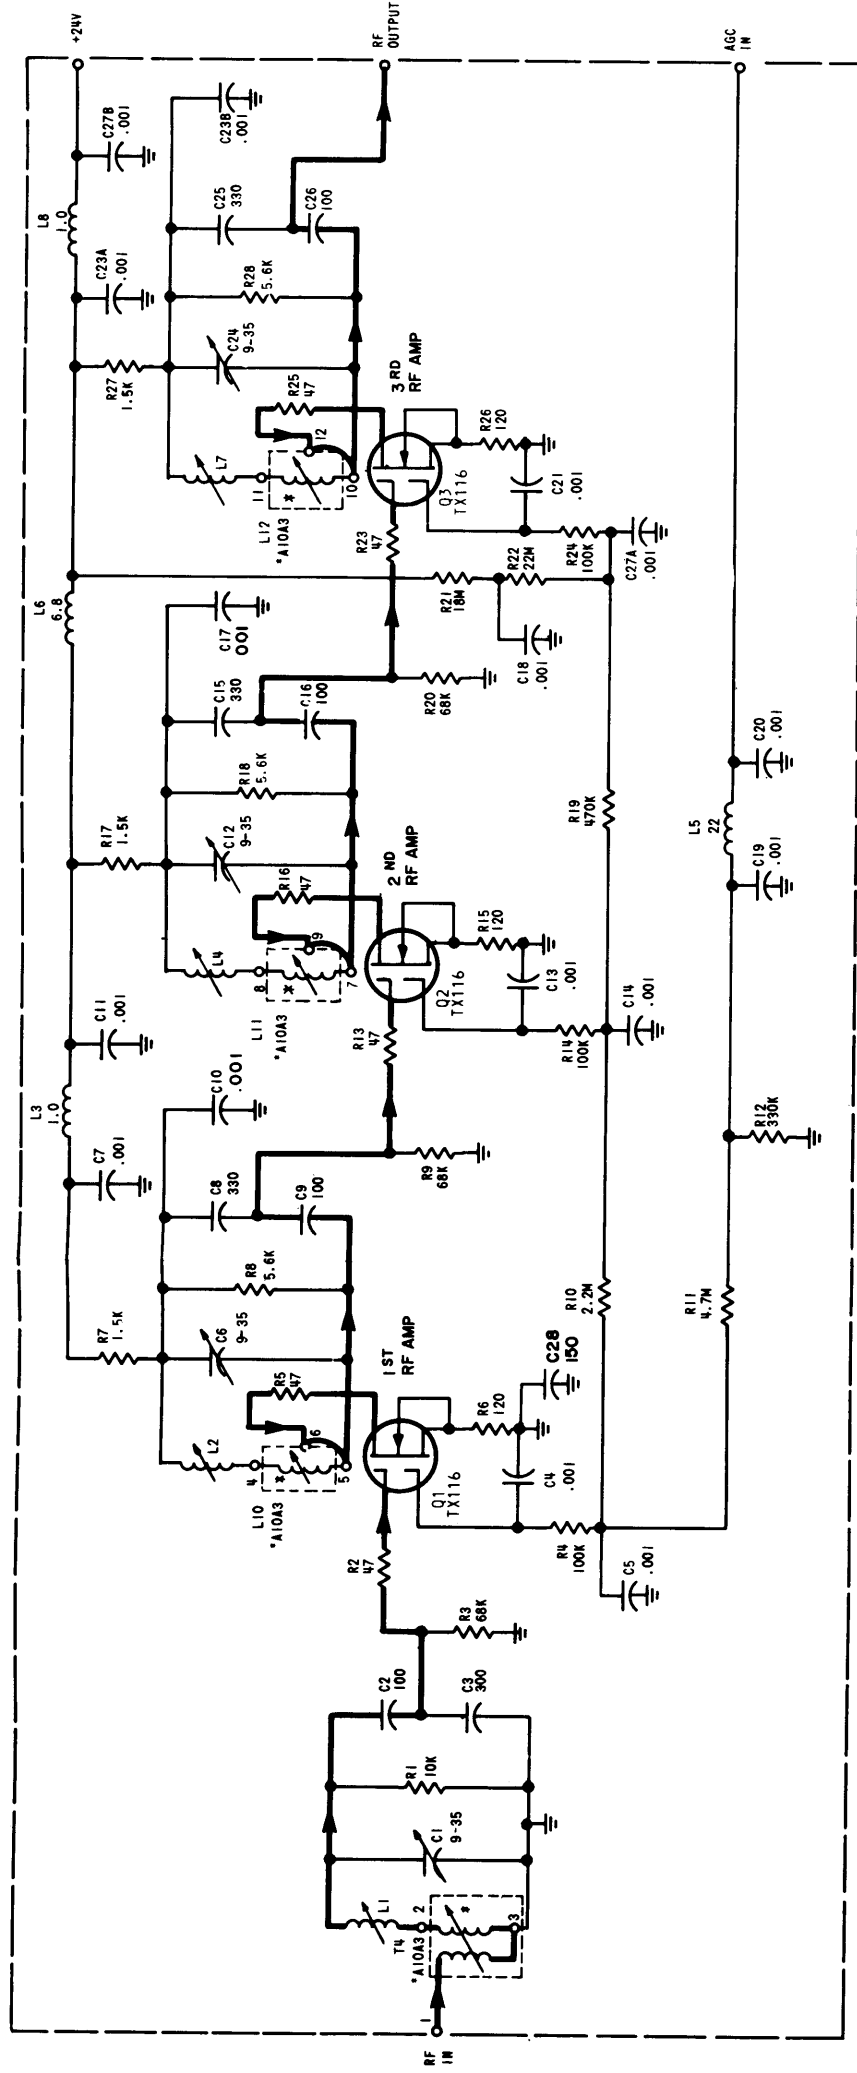 +24V
RF
OUTPUT
AGC
IN
C27B
.001
L8
1.0
C23A
.001
C23B
.001
C25
330
C26
100
R28
5.6K
C24
9-35
R27
1.5K
R25
47
3RD
RF AMP
L7
11
12
10
*
L12
*A10A3
Q3
TX116
R26
120
C21
.001
R23
47
R24
100K
C27A
.001
R22
22M
R21
18M
C18
.001
L6
6.8
C17
001
C15
330
C16
100
R20
68K
R18
5.6K
C12
9-35
R17
1.5K
R16
47
2ND
RF AMP
R19
470K
C20
.001
L5
22
C19
.001
L4
8
9
7
*
L11
*A10A3
Q2
TX116
R15
120
C13
.001
R13
47
R14
100K
C14
.001
C11
.001
L3
1.0
C10
.001
C7
.001
C8
330
C9
100
R9
68K
R12
330K
R8
5.6K
C6
9-35
R7
1.5K
R5
47
1ST
RF AMP
R10
2.2M
R11
4.7M
C28
150
L2
4
6
5
*
L10
*A10A3
Q1
TX116
R6
120
C4
.001
R2
47
R4
100K
C5
.001
R3
68K
C2
100
C3
300
R1
10K
C1
9-35
L1
2
*
3
T4
*A10A3
1
RF
IN